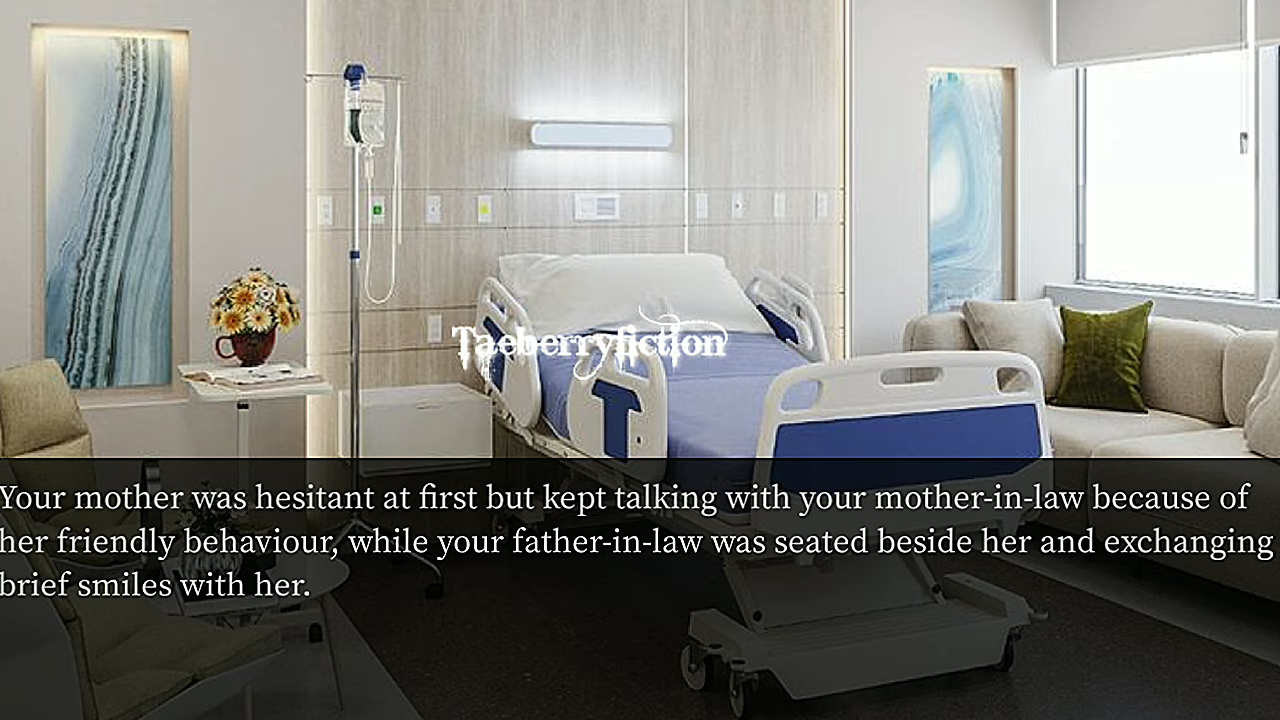 Taeberryfiction
Your mother was hesitant at first but kept talking with your mother-in-law because of
her friendly behaviour, while your father-in-law was seated beside her and exchanging
brief smiles with her.